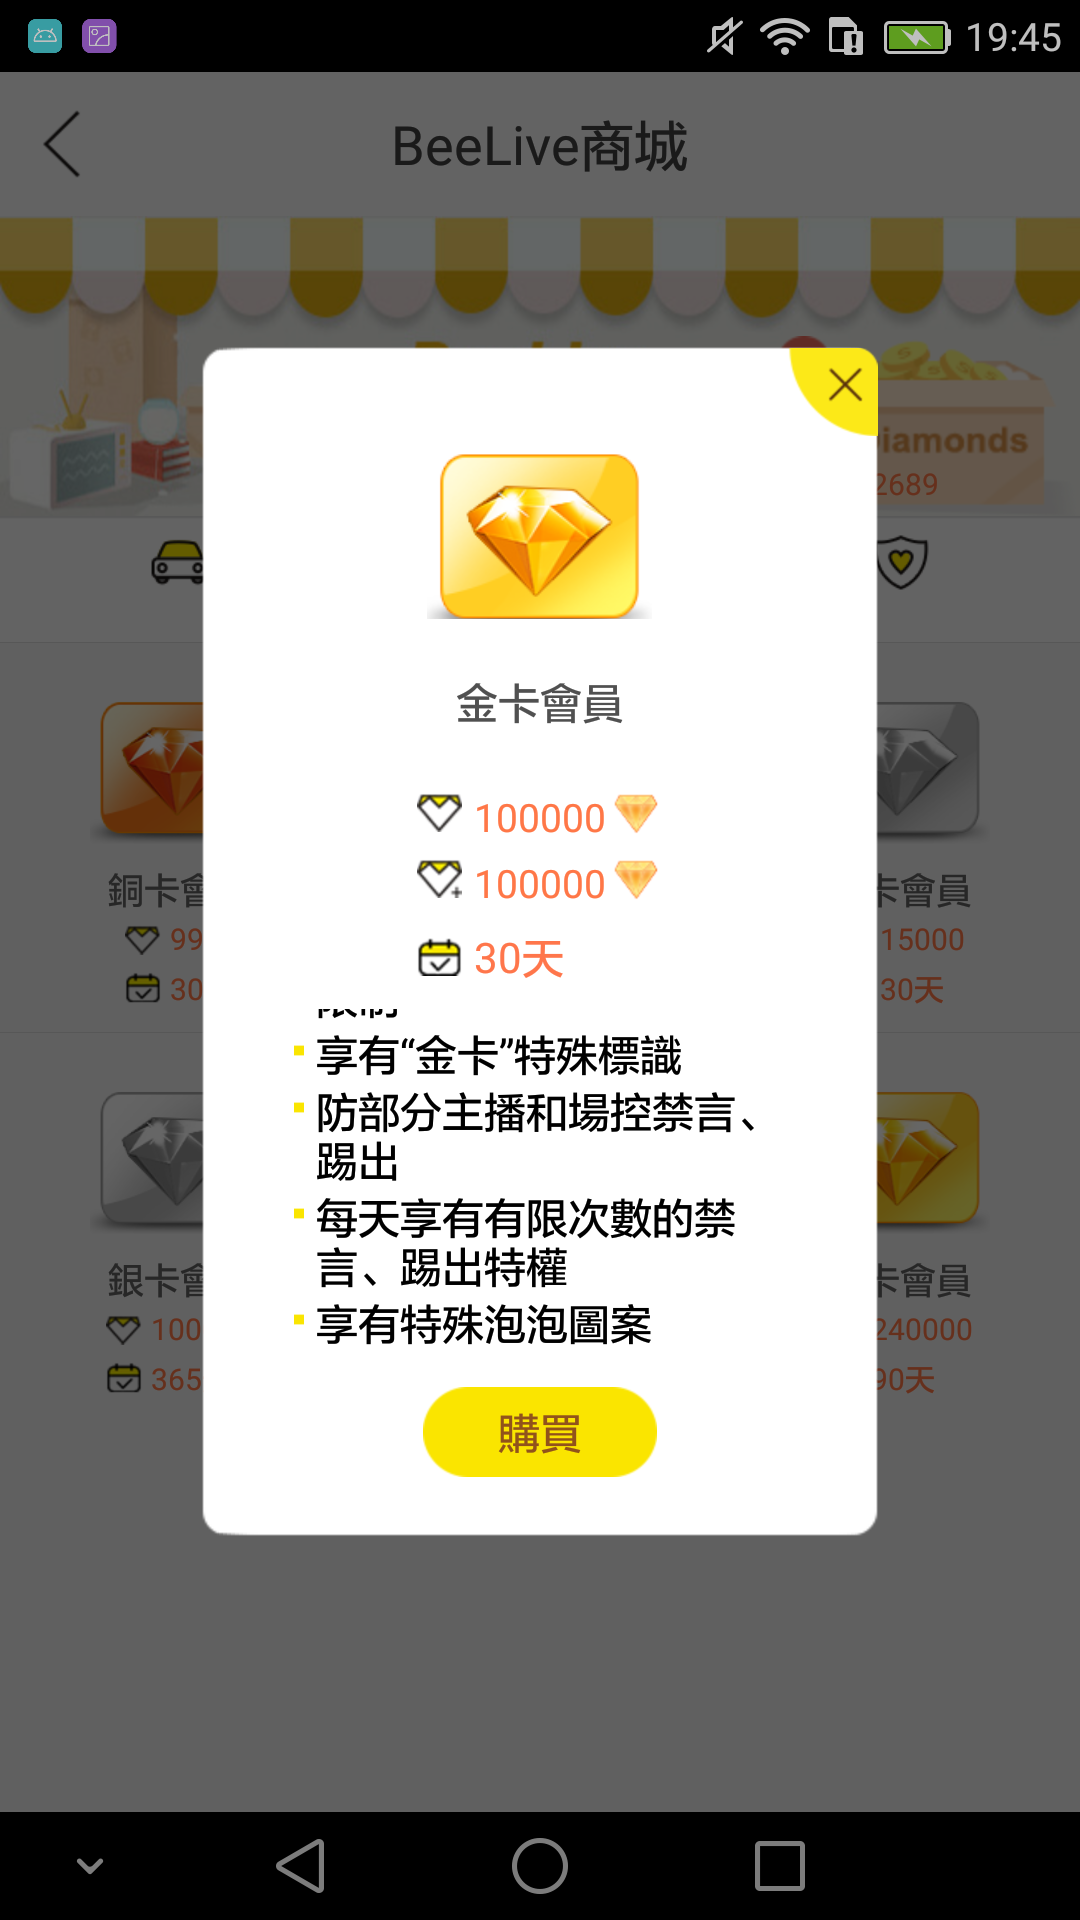 19:45
BeeLive商城
iamonds
2689
金卡會員
100000
100000
30天
限制
享有“金卡”特殊標識
防部分主播和場控禁言、
踢出
每天享有有限次數的禁
言、踢出特權
享有特殊泡泡圖案
購買
銅卡會
99
30
卡會員
15000
30天
銀卡會
100
365
卡會員
240000
90天